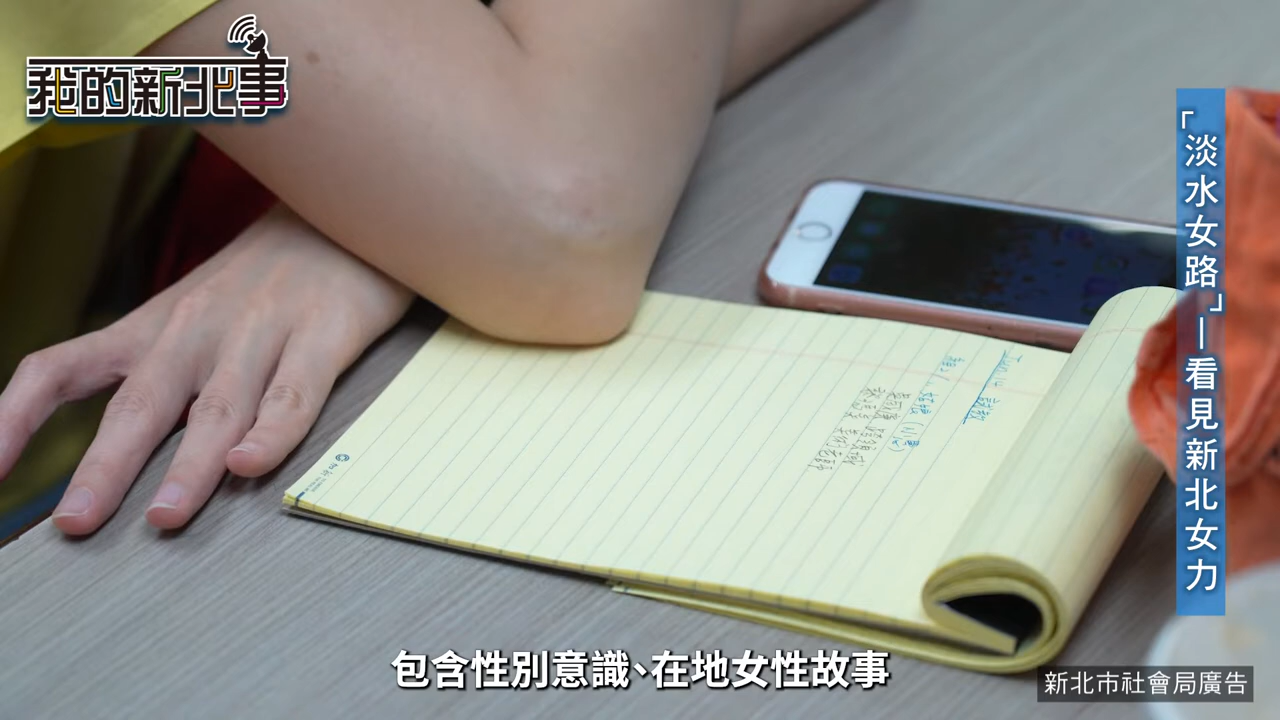 我的新北事
「淡水女路」—看見新北女力
包含性別意識、在地女性故事
新北市社會局廣告